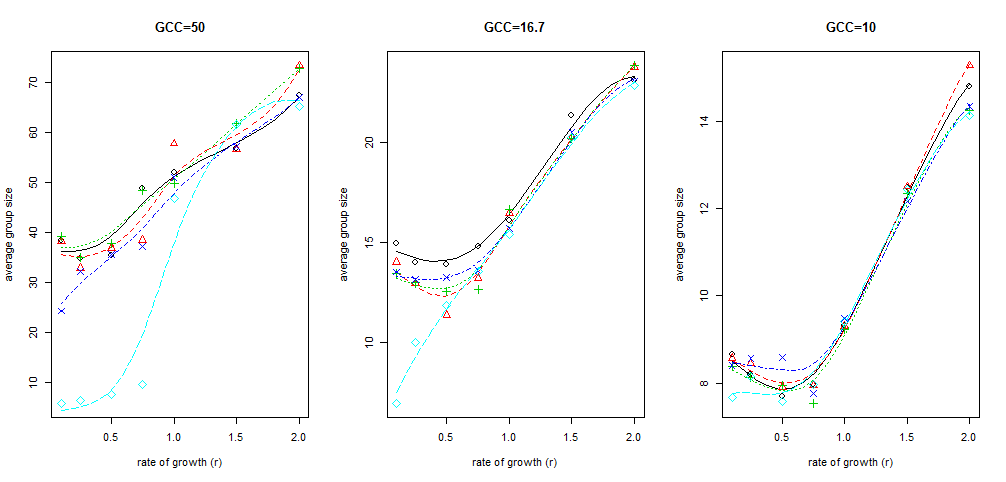 GCC=50
average group size
70
60
50
40
30
20
10
0.5
1.0
1.5
2.0
rate of growth (r)
GCC=16.7
average group size
20
15
10
0.5
1.0
1.5
2.0
rate of growth (r)
GCC=10
average group size
14
12
10
8
0.5
1.0
1.5
2.0
rate of growth (r)